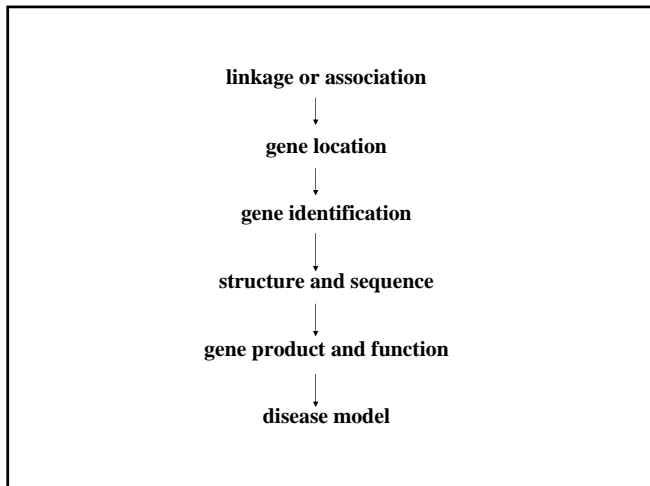 linkage or association
gene location
gene identification
structure and sequence
gene product and function
disease model